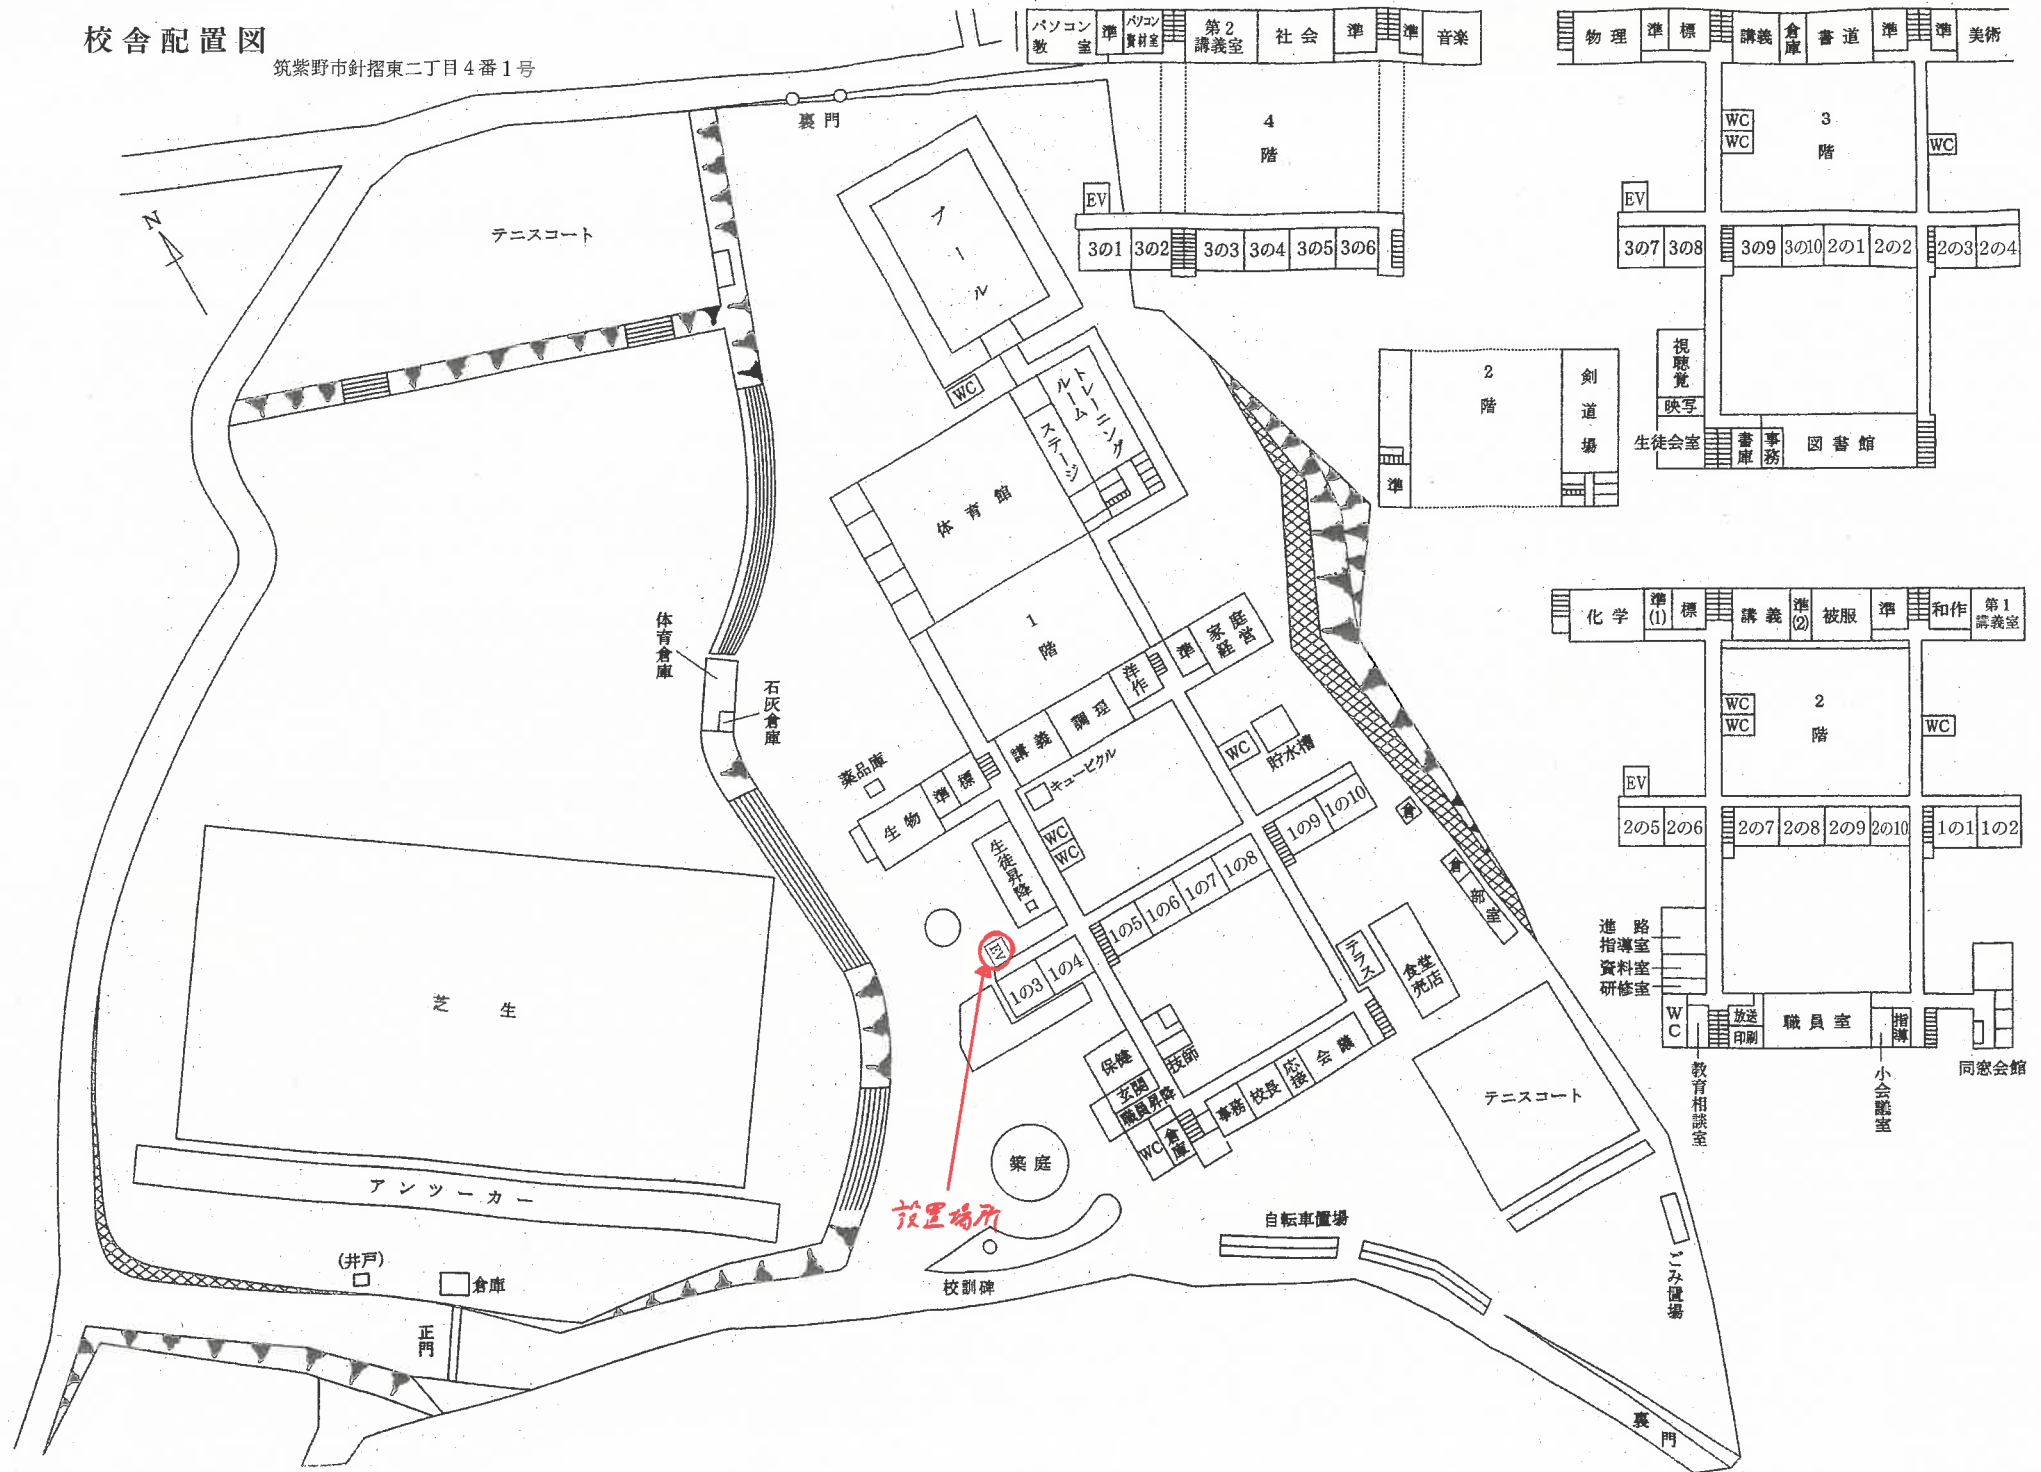 校舎配置図
筑紫野市針摺東二丁目4番1号
N
テニスコート
裏門
プール
WC
トレーニングルーム
ステージ
体育館
1階
体育倉庫
石灰倉庫
薬品庫
生物
準
標
講義
調理
洋作
準
家庭経営
キュービクル
WC
WC
WC
貯水槽
生徒昇降口
EV
1の3
1の4
1の5
1の6
1の7
1の8
1の9
1の10
倉
倉
部室
テラス
食堂売店
テニスコート
保健
技師
玄関
職員昇降
WC
倉庫
事務
校長
応接
会議
築庭
設置場所
校訓碑
自転車置場
ごみ置場
裏門
芝生
アンツーカー
(井戸)
倉庫
正門
パソコン教室
準
パソコン資材室
第2講義室
社会
準
準
音楽
4階
EV
3の1
3の2
3の3
3の4
3の5
3の6
物理
準
標
講義
倉庫
書道
準
準
美術
WC
WC
3階
WC
EV
3の7
3の8
3の9
3の10
2の1
2の2
2の3
2の4
視聴覚
映写
生徒会室
書庫
事務
図書館
2階
剣道場
準
化学
準(1)
標
講義
準(2)
被服
準
和作
第1講義室
WC
WC
2階
WC
EV
2の5
2の6
2の7
2の8
2の9
2の10
1の1
1の2
進路指導室
資料室
研修室
WC
放送
印刷
職員室
指導
教育相談室
小会議室
同窓会館